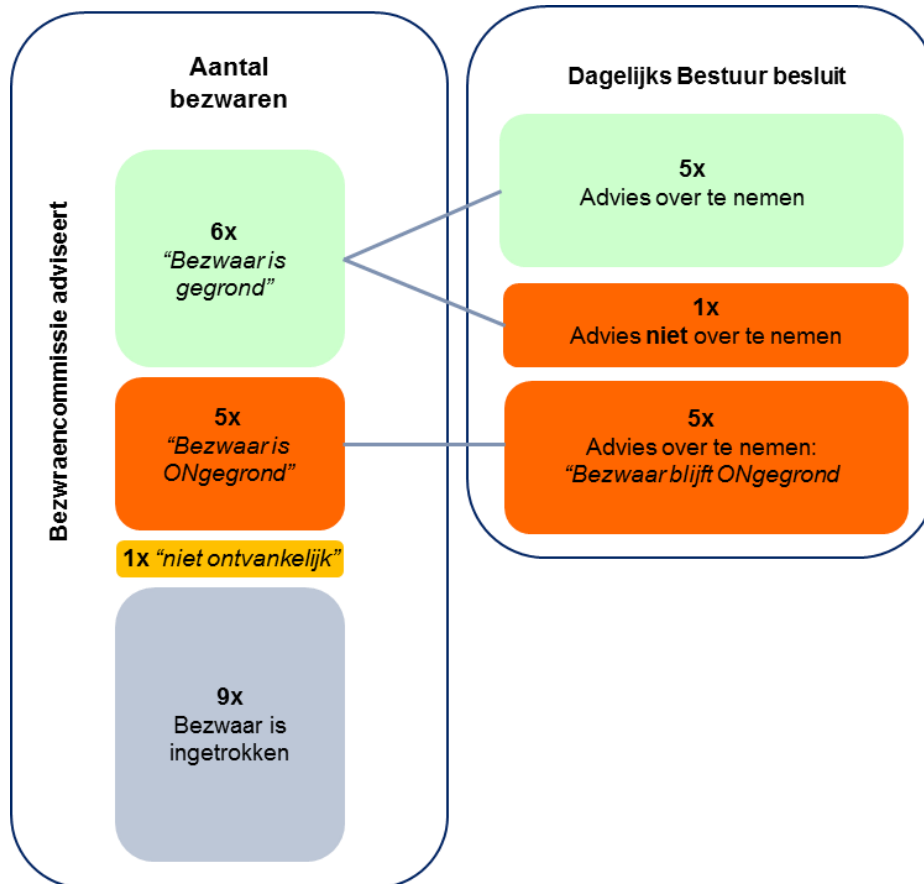 Aantal
bezwaren
Bezwraencommissie adviseert
6x
“Bezwaar is
gegrond”
5x
“Bezwaar is
ONgegrond”
1x “niet ontvankelijk”
9x
Bezwaar is
ingetrokken
Dagelijks Bestuur besluit
5x
Advies over te nemen
1x
Advies niet over te nemen
5x
Advies over te nemen:
“Bezwaar blijft ONgegrond